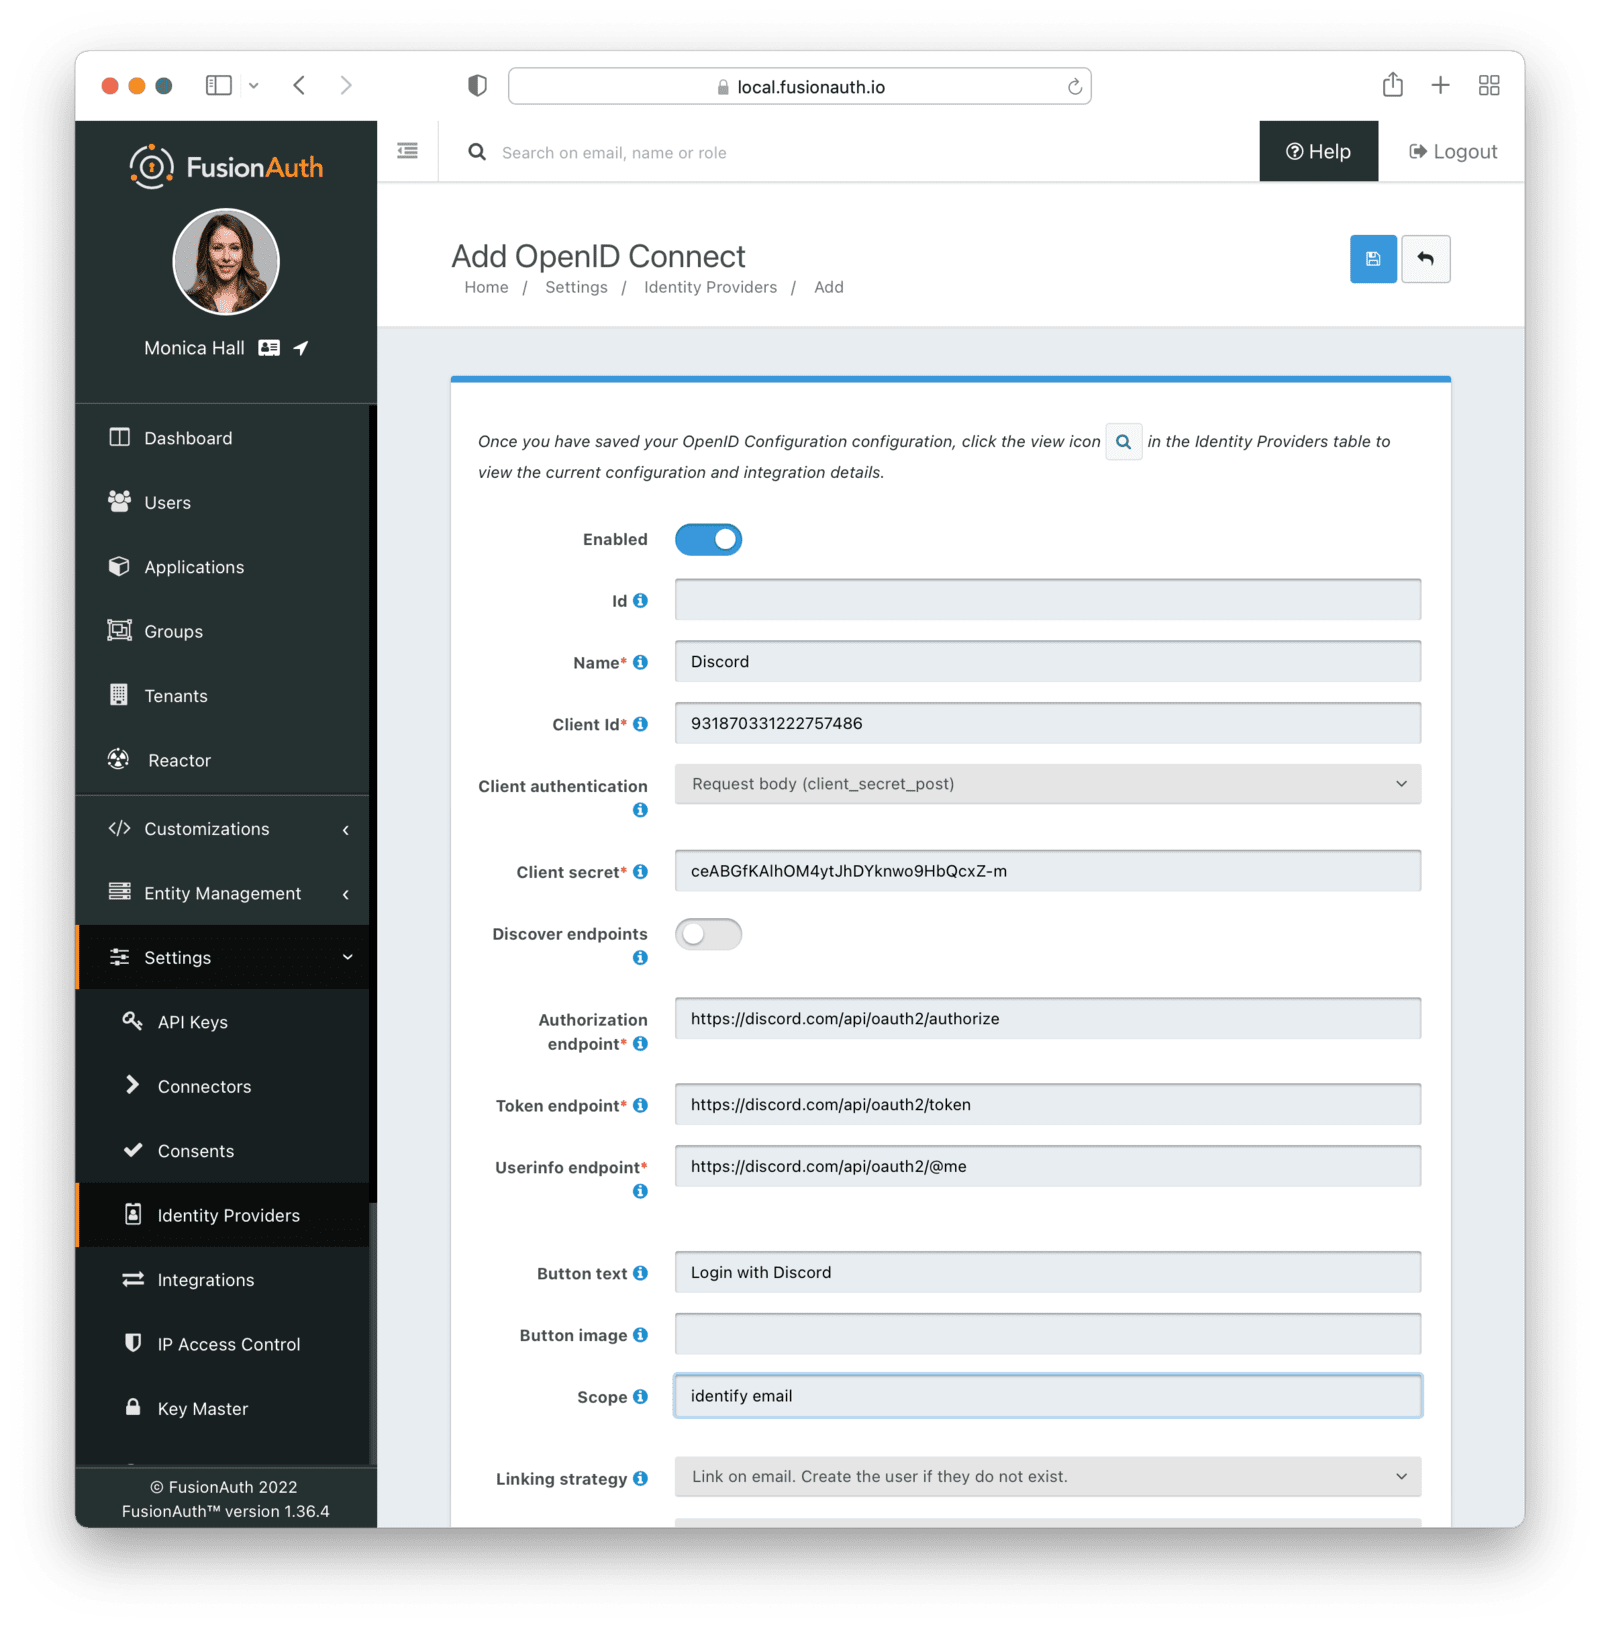 local.fusionauth.io
FusionAuth
Search on email, name or role
Help
Logout
Monica Hall
Dashboard
Users
Applications
Groups
Tenants
Reactor
Customizations
Entity Management
Settings
API Keys
Connectors
Consents
Identity Providers
Integrations
IP Access Control
Key Master
© FusionAuth 2022
FusionAuth™ version 1.36.4
Add OpenID Connect
Home / Settings / Identity Providers / Add
Once you have saved your OpenID Configuration configuration, click the view icon in the Identity Providers table to
view the current configuration and integration details.
Enabled
Id
Name* Discord
Client Id* 931870331222757486
Client authentication Request body (client_secret_post)
Client secret* ceABGfKAlhOM4ytJhDYknwo9HbQcxZ-m
Discover endpoints
Authorization
endpoint* https://discord.com/api/oauth2/authorize
Token endpoint* https://discord.com/api/oauth2/token
Userinfo endpoint* https://discord.com/api/oauth2/@me
Button text Login with Discord
Button image
Scope identify email
Linking strategy Link on email. Create the user if they do not exist.